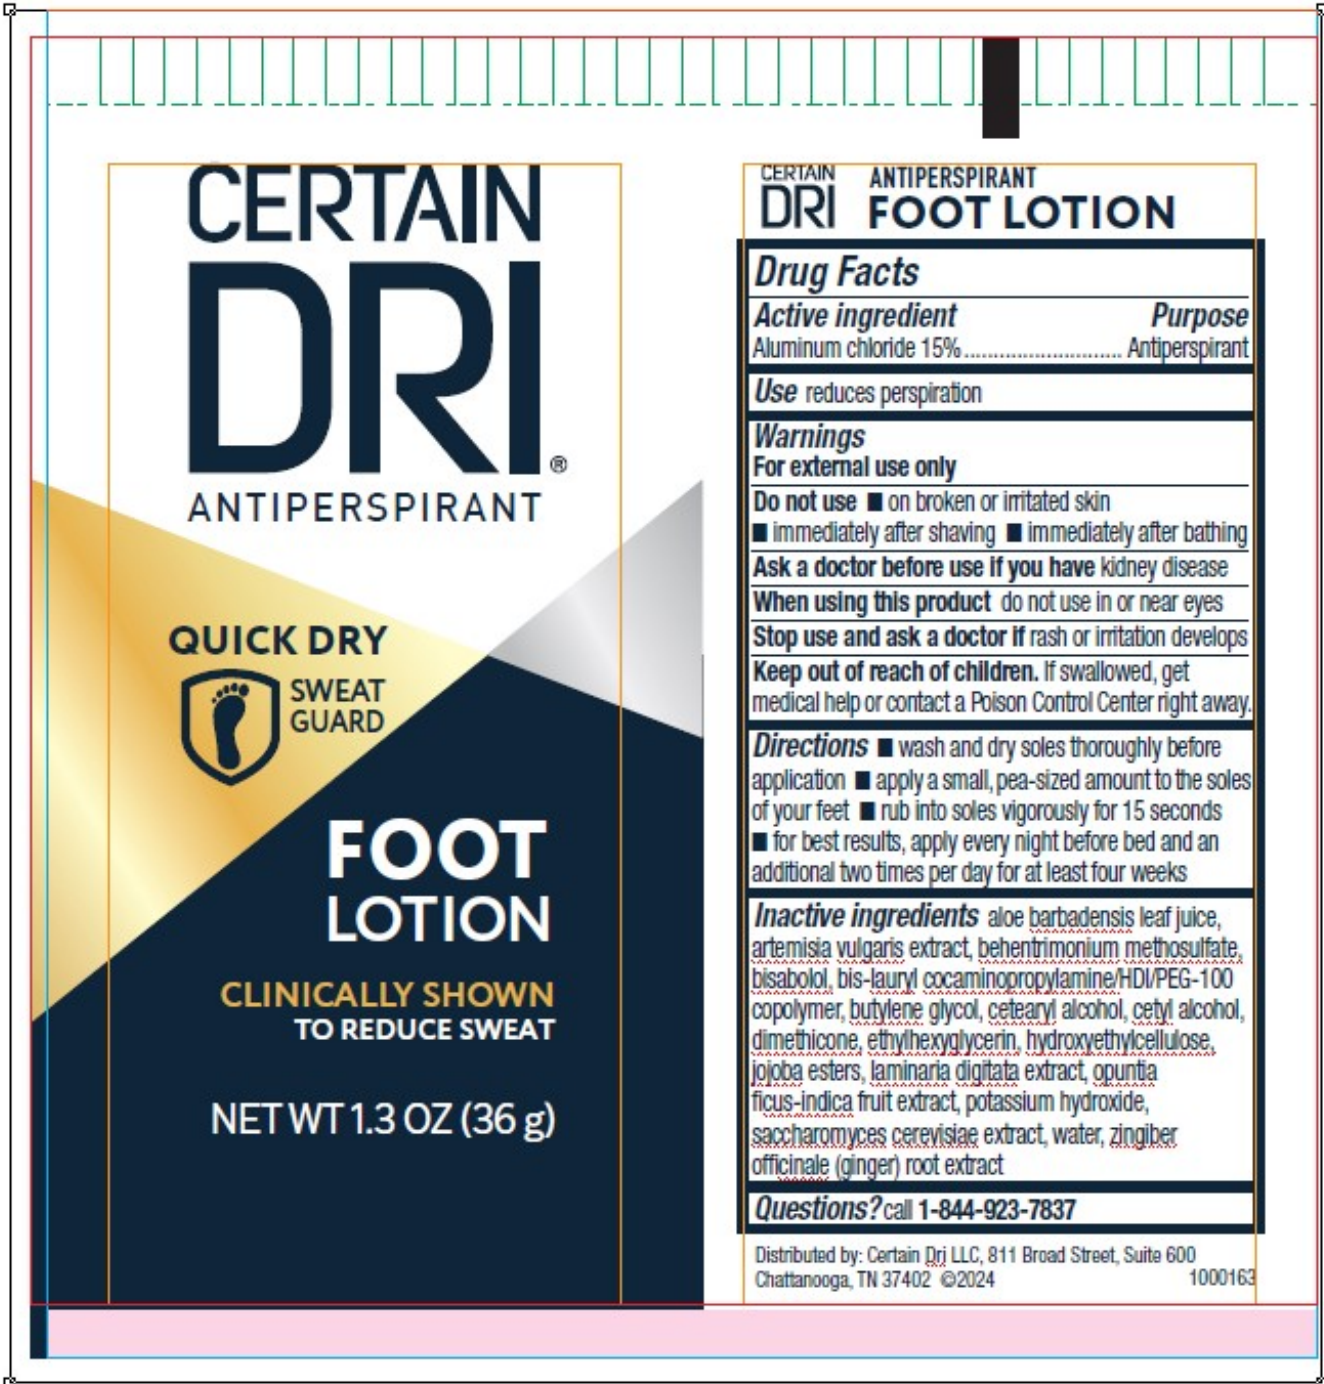 CERTAIN
DRI®
ANTIPERSPIRANT
QUICK DRY
SWEAT
GUARD
FOOT
LOTION
CLINICALLY SHOWN
TO REDUCE SWEAT
NET WT 1.3 OZ (36 g)
CERTAIN
DRI
ANTIPERSPIRANT
FOOT LOTION
Drug Facts
Active ingredient Purpose
Aluminum chloride 15%........................... Antiperspirant
Use reduces perspiration
Warnings
For external use only
Do not use ■ on broken or irritated skin
■ immediately after shaving ■ immediately after bathing
Ask a doctor before use if you have kidney disease
When using this product do not use in or near eyes
Stop use and ask a doctor if rash or irritation develops
Keep out of reach of children. If swallowed, get
medical help or contact a Poison Control Center right away.
Directions ■ wash and dry soles thoroughly before
application ■ apply a small, pea-sized amount to the soles
of your feet ■ rub into soles vigorously for 15 seconds
■ for best results, apply every night before bed and an
additional two times per day for at least four weeks
Inactive ingredients aloe barbadensis leaf juice,
artemisia vulgaris extract, behentrimonium methosulfate,
bisabolol, bis-lauryl cocaminopropylamine/HDI/PEG-100
copolymer, butylene glycol, cetearyl alcohol, cetyl alcohol,
dimethicone, ethylhexyglycerin, hydroxyethylcellulose,
jojoba esters, laminaria digitata extract, opuntia
ficus-indica fruit extract, potassium hydroxide,
saccharomyces cerevisiae extract, water, zingiber
officinale (ginger) root extract
Questions? call 1-844-923-7837
Distributed by: Certain Dri LLC, 811 Broad Street, Suite 600
Chattanooga, TN 37402 ©2024 1000163